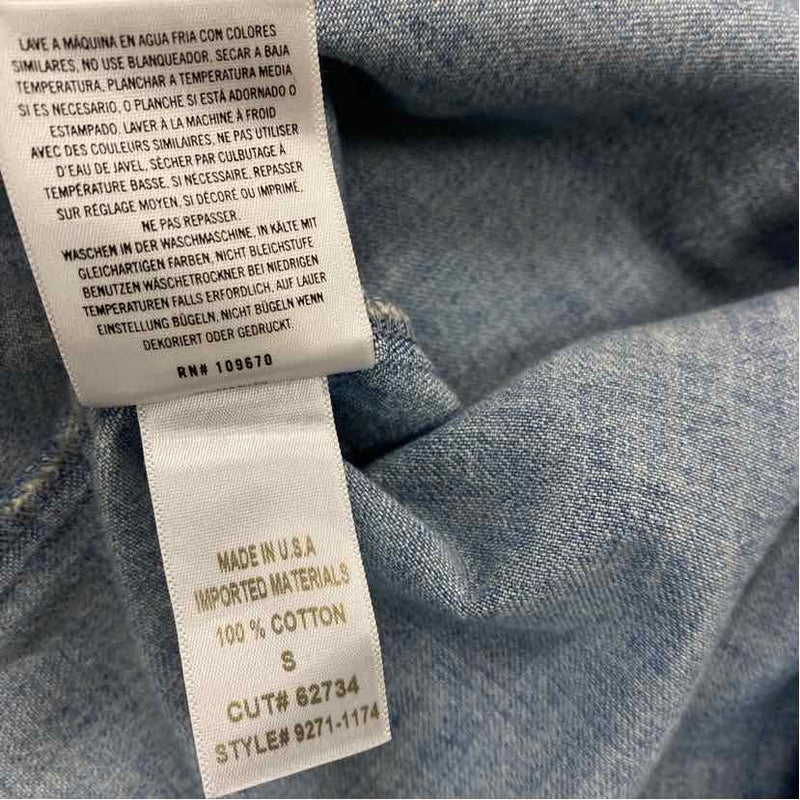 LAVE A MÁQUINA EN AGUA FRIA CON COLORES
SIMILARES, NO USE BLANQUEADOR, SECAR A BAJA
TEMPERATURA, PLANCHAR A TEMPERATURA MEDIA
SI ES NECESARIO, O PLANCHE SI ESTÁ ADORNADO O
ESTAMPADO. LAVER À LA MACHINE À FROID
AVEC DES COULEURS SIMILAIRES, NE PAS UTILISER
D'EAU DE JAVEL, SÉCHER PAR CULBUTAGE À
TEMPÉRATURE BASSE, SI NÉCESSAIRE, REPASSER
SUR RÉGLAGE MOYEN, SI DÉCORÉ OU IMPRIMÉ,
NE PAS REPASSER.
WASCHEN IN DER WASCHMASCHINE, IN KÄLTE MIT
GLEICHARTIGEN FARBEN, NICHT BLEICHSTUFE
BENUTZEN WÄSCHETROCKNER BEI NIEDRIGEN
TEMPERATUREN FALLS ERFORDLICH, AUF LAUER
EINSTELLUNG BÜGELN, NICHT BÜGELN WENN
DEKORIERT ODER GEDRUCKT.
RN# 109670
MADE IN U.S.A
IMPORTED MATERIALS
100 % COTTON
S
CUT# 62734
STYLE# 9271-1174